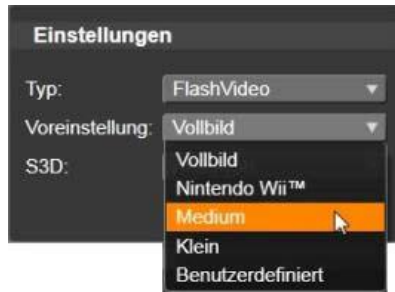 Einstellungen
Typ: FlashVideo
Voreinstellung: Vollbild
S3D:
Vollbild
Nintendo Wii™
Medium
Klein
Benutzerdefiniert